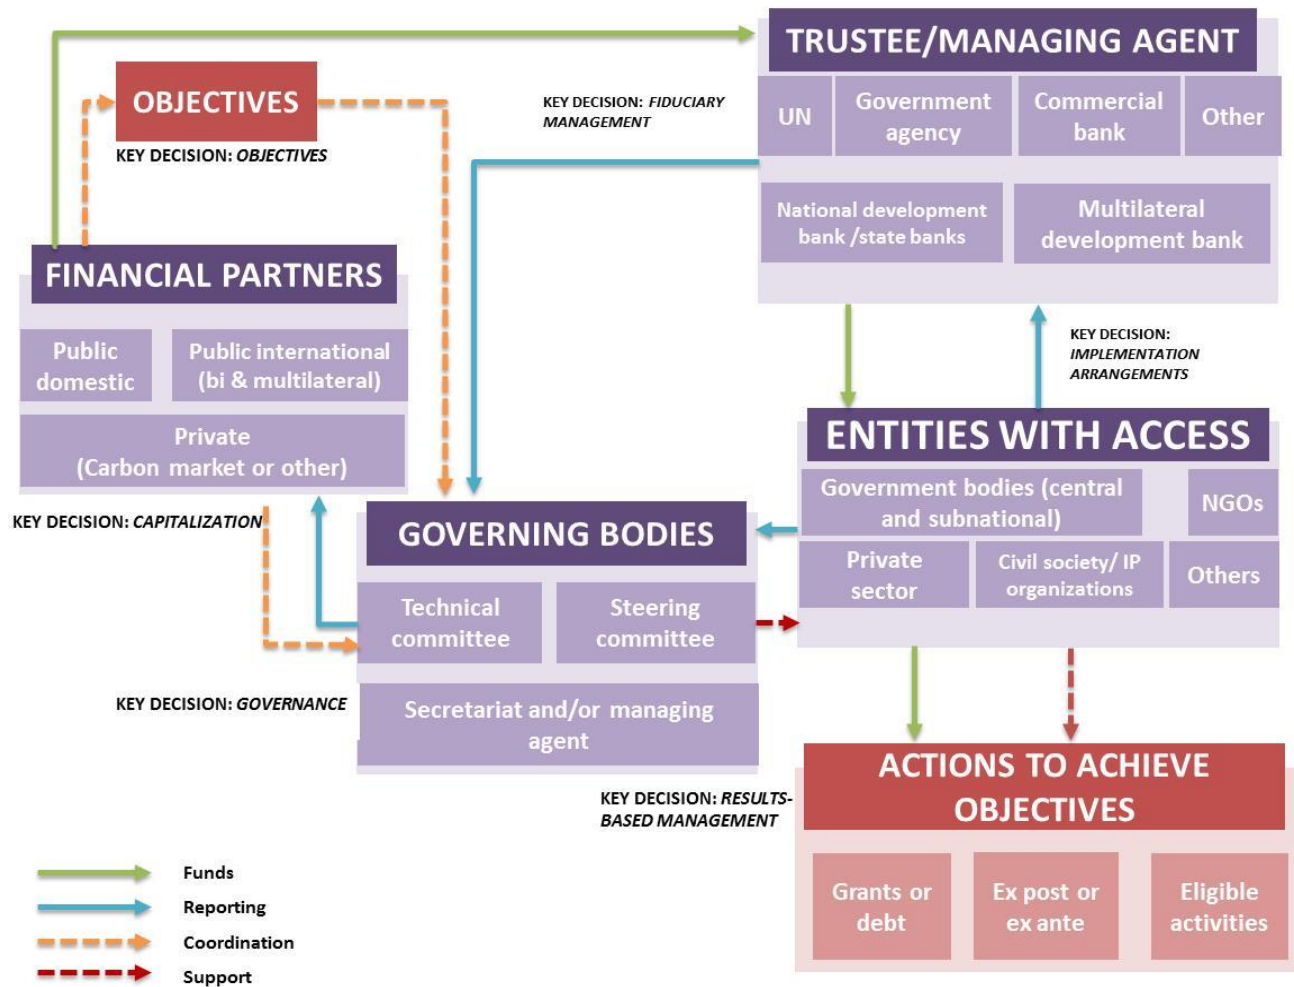 TRUSTEE/MANAGING AGENT
OBJECTIVES
KEY DECISION: OBJECTIVES
KEY DECISION: FIDUCIARY
MANAGEMENT
UN
Government
agency
Commercial
bank
Other
National development
bank /state banks
Multilateral
development bank
FINANCIAL PARTNERS
Public
domestic
Public international
(bi & multilateral)
Private
(Carbon market or other)
KEY DECISION: CAPITALIZATION
KEY DECISION:
IMPLEMENTATION
ARRANGEMENTS
ENTITIES WITH ACCESS
Government bodies (central
and subnational)
NGOs
Private
sector
Civil society/ IP
organizations
Others
GOVERNING BODIES
Technical
committee
Steering
committee
Secretariat and/or managing
agent
KEY DECISION: GOVERNANCE
KEY DECISION: RESULTS-
BASED MANAGEMENT
ACTIONS TO ACHIEVE
OBJECTIVES
Grants or
debt
Ex post or
ex ante
Eligible
activities
Funds
Reporting
Coordination
Support